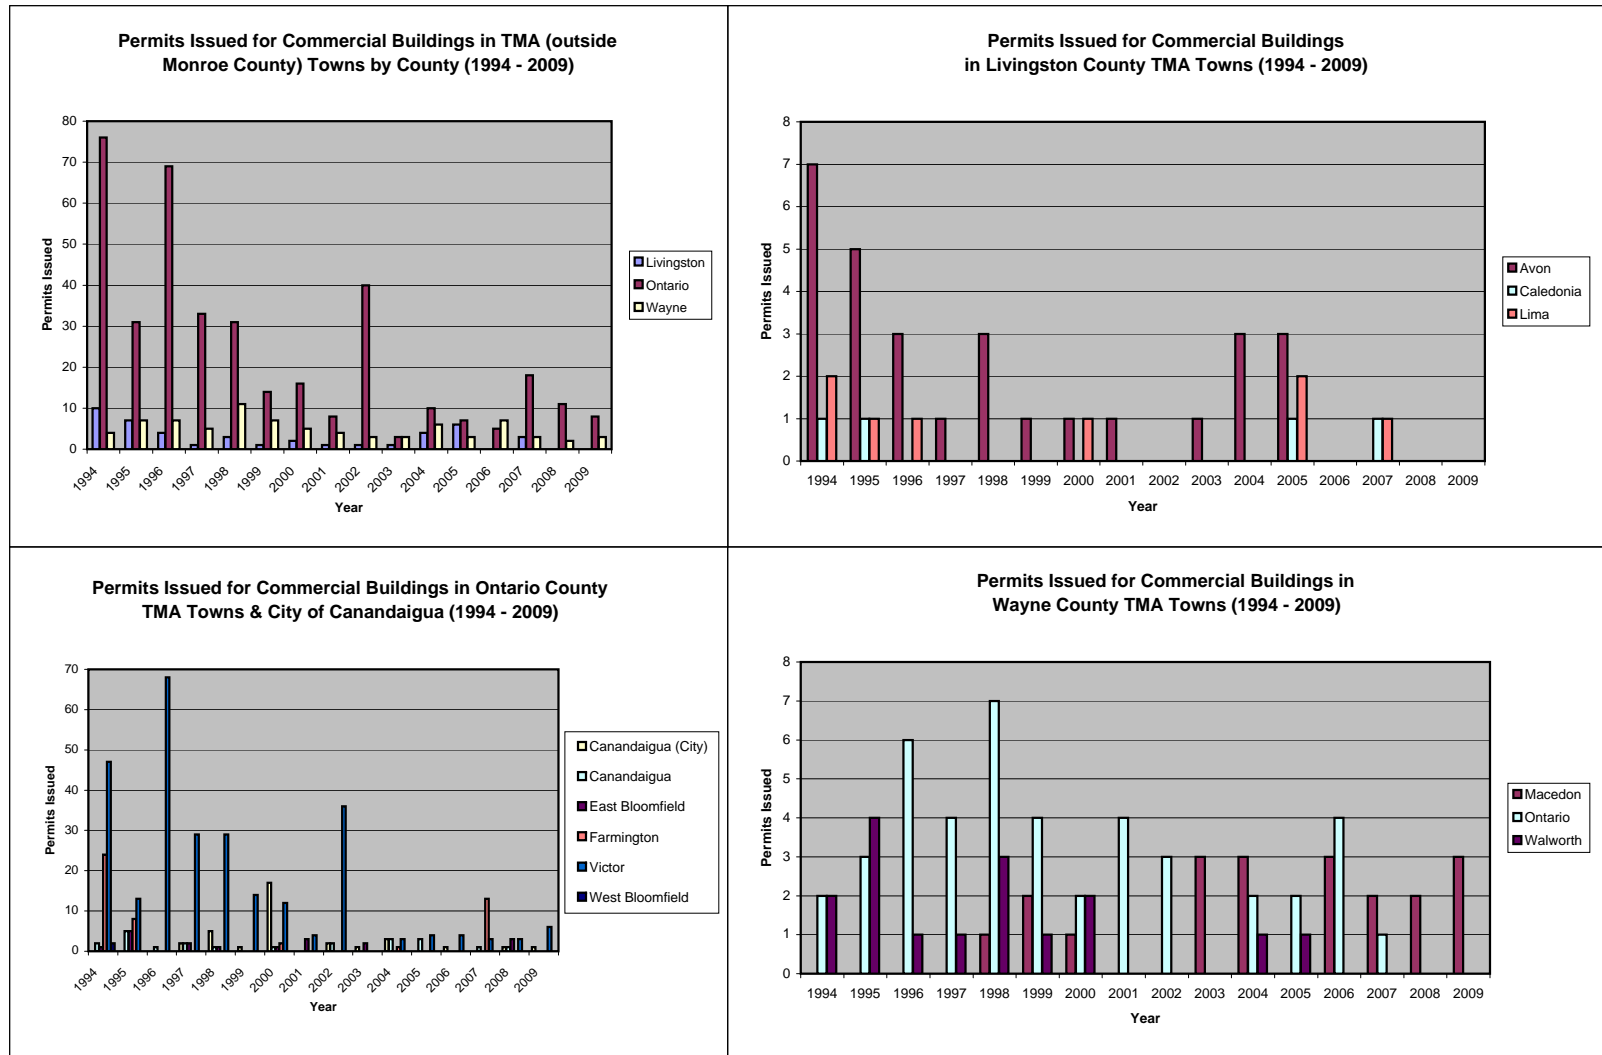 Permits Issued for Commercial Buildings in TMA (outside
Monroe County) Towns by County (1994 - 2009)
80
70
60
50
40
30
20
10
0
Permits Issued
1994 1995 1996 1997 1998 1999 2000 2001 2002 2003 2004 2005 2006 2007 2008 2009
Year
Livingston
Ontario
Wayne
Permits Issued for Commercial Buildings
in Livingston County TMA Towns (1994 - 2009)
8
7
6
5
4
3
2
1
0
Permits Issued
1994 1995 1996 1997 1998 1999 2000 2001 2002 2003 2004 2005 2006 2007 2008 2009
Year
Avon
Caledonia
Lima
Permits Issued for Commercial Buildings in Ontario County
TMA Towns & City of Canandaigua (1994 - 2009)
70
60
50
40
30
20
10
0
Permits Issued
1994 1995 1996 1997 1998 1999 2000 2001 2002 2003 2004 2005 2006 2007 2008 2009
Year
Canandaigua (City)
Canandaigua
East Bloomfield
Farmington
Victor
West Bloomfield
Permits Issued for Commercial Buildings in
Wayne County TMA Towns (1994 - 2009)
8
7
6
5
4
3
2
1
0
Permits Issued
1994 1995 1996 1997 1998 1999 2000 2001 2002 2003 2004 2005 2006 2007 2008 2009
Year
Macedon
Ontario
Walworth